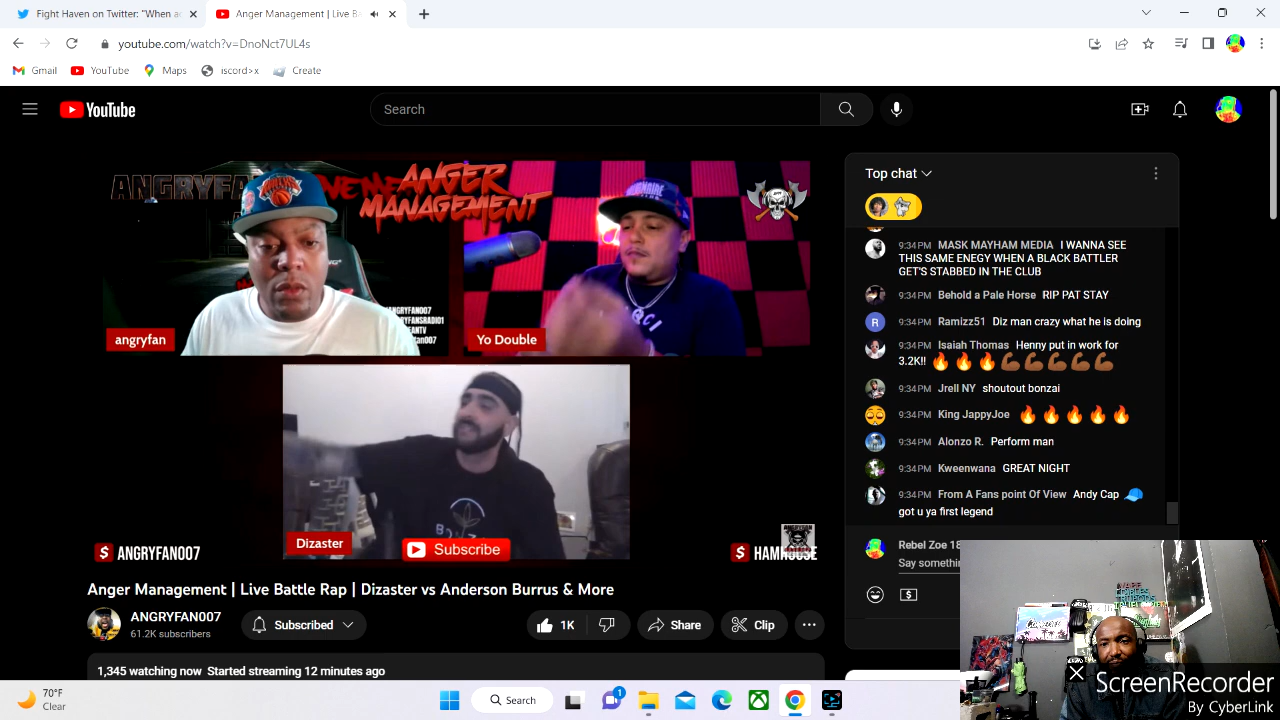 Fight Haven on Twitter: "When a
Anger Management | Live B
youtube.com/watch?v=DnoNct7UL4s
Gmail
YouTube
Maps
iscord>x
Create
YouTube
Search
ANGRYFA
ANGER
MANAGEMENT
angryfan
Yo Double
Dizaster
Subscribe
$ ANGRYFAN007
$ HAMHOUSE
Top chat
9:34 PM MASK MAYHAM MEDIA I WANNA SEE
THIS SAME ENEGY WHEN A BLACK BATTLER
GET'S STABBED IN THE CLUB
9:34 PM Behold a Pale Horse RIP PAT STAY
R
9:34 PM Ramizz51 Diz man crazy what he is doing
9:34 PM Isaiah Thomas Henny put in work for
3.2K!! 🔥🔥🔥💪🏾💪🏾💪🏾💪🏾💪🏾
9:34 PM Jrell NY shoutout bonzai
9:34 PM King JappyJoe 🔥🔥🔥🔥🔥
9:34 PM Alonzo R. Perform man
9:34 PM Kweenwana GREAT NIGHT
9:34 PM From A Fans point Of View Andy Cap 🧢
got u ya first legend
Rebel Zoe 18
Say somethin
Anger Management | Live Battle Rap | Dizaster vs Anderson Burrus & More
ANGRYFAN007
61.2K subscribers
Subscribed
1K
Share
Clip
1,345 watching now Started streaming 12 minutes ago
ScreenRecorder
By CyberLink
70°F
Clear
Search
1